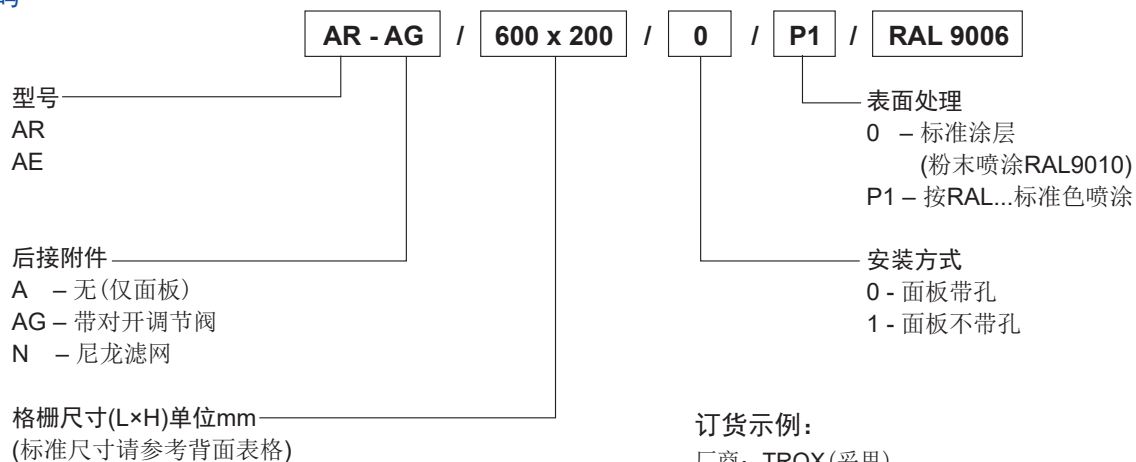 AR - AG / 600 x 200 / 0 / P1 / RAL 9006
型号
AR
AE
后接附件
A – 无(仅面板)
AG – 带对开调节阀
N – 尼龙滤网
格栅尺寸(L×H)单位mm
(标准尺寸请参考背面表格)
表面处理
0 – 标准涂层
(粉末喷涂RAL9010)
P1 – 按RAL...标准色喷涂
安装方式
0 - 面板带孔
1 - 面板不带孔
订货示例：
厂商：TROX(妥思)